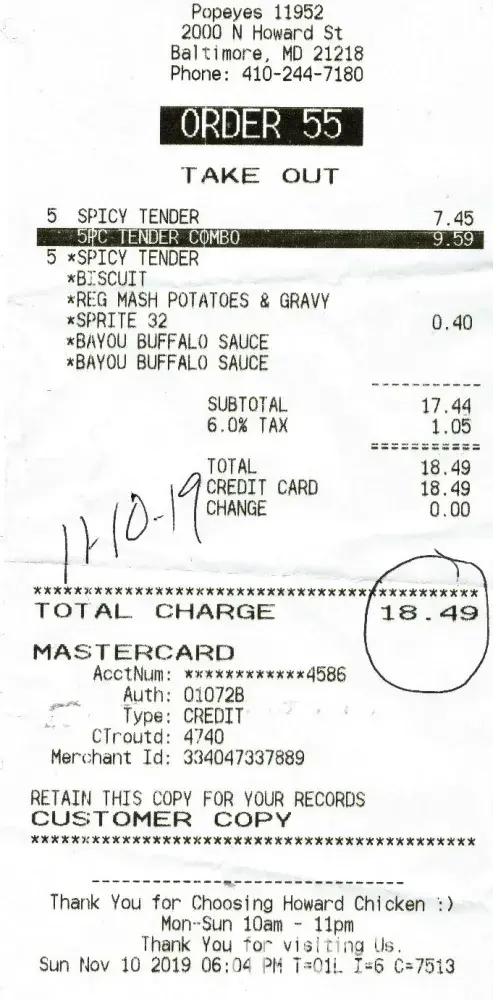 Popeyes 11952
2000 N Howard St
Baltimore, MD 21218
Phone: 410-244-7180
ORDER 55
TAKE OUT
5 SPICY TENDER 7.45
5PC TENDER COMBO 9.59
5 *SPICY TENDER
*BISCUIT
*REG MASH POTATOES & GRAVY
*SPRITE 32 0.40
*BAYOU BUFFALO SAUCE
*BAYOU BUFFALO SAUCE
-----------
SUBTOTAL 17.44
6.0% TAX 1.05
===========
TOTAL 18.49
CREDIT CARD 18.49
CHANGE 0.00
11-10-19
********************************************
TOTAL CHARGE 18.49
MASTERCARD
AcctNum: ************4586
Auth: 01072B
Type: CREDIT
CTroutd: 4740
Merchant Id: 334047337889
RETAIN THIS COPY FOR YOUR RECORDS
CUSTOMER COPY
********************************************
-------------------------------
Thank You for Choosing Howard Chicken :)
Mon-Sun 10am - 11pm
Thank You for visiting Us.
Sun Nov 10 2019 06:04 PM T=01L I=6 C=7513